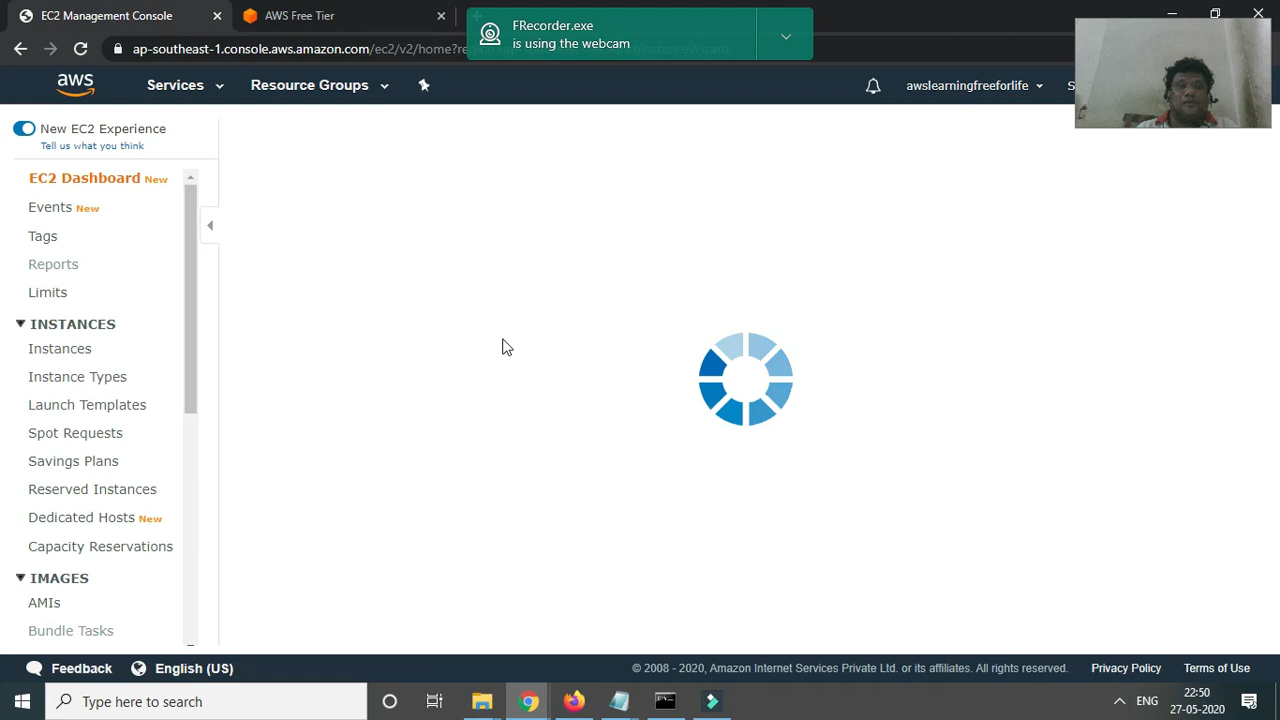 EC2 Management Console
AWS Free Tier
FRecorder.exe
is using the webcam
ap-southeast-1.console.aws.amazon.com/ec2/v2/home?
aws
Services
Resource Groups
awslearningfreeforlife
S
New EC2 Experience
Tell us what you think
EC2 Dashboard New
Events New
Tags
Reports
Limits
INSTANCES
Instances
Instance Types
Launch Templates
Spot Requests
Savings Plans
Reserved Instances
Dedicated Hosts New
Capacity Reservations
IMAGES
AMIs
Bundle Tasks
Feedback
English (US)
© 2008 - 2020, Amazon Internet Services Private Ltd. or its affiliates. All rights reserved.
Privacy Policy
Terms of Use
Type here to search
ENG
22:50
27-05-2020